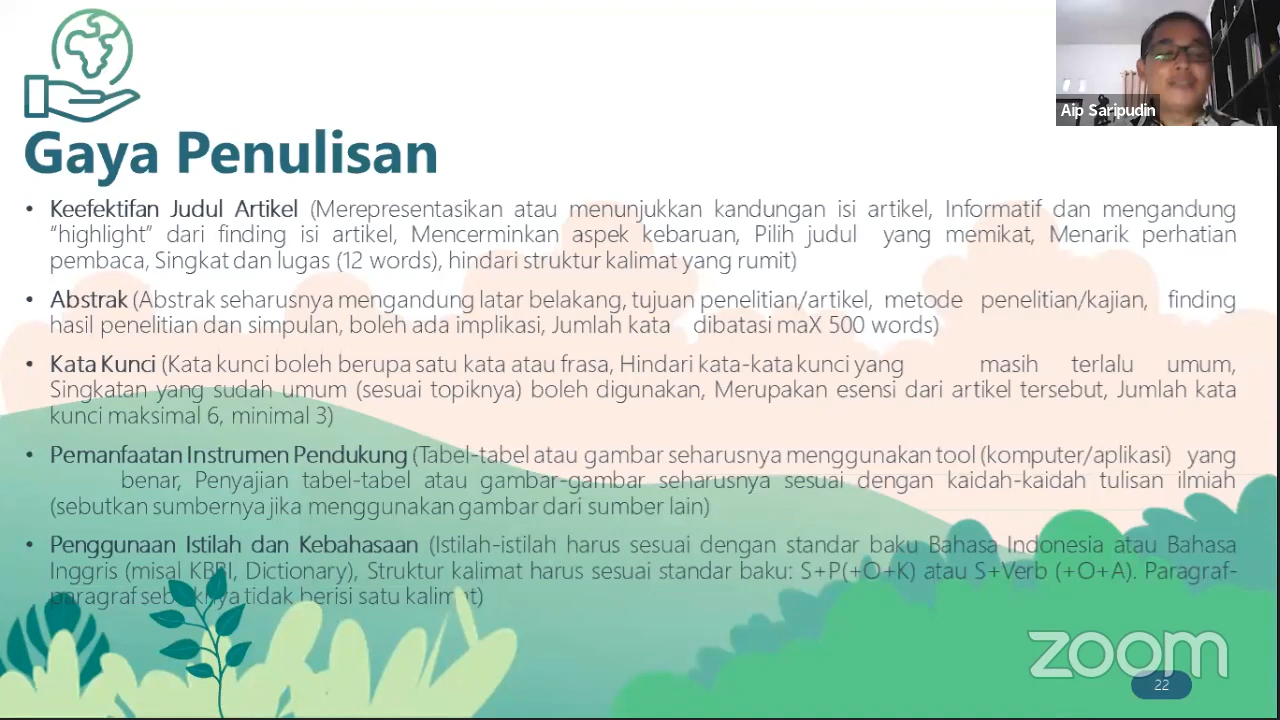 Aip Saripudin
Gaya Penulisan
• Keefektifan Judul Artikel (Merepresentasikan atau menunjukkan kandungan isi artikel, Informatif dan mengandung
“highlight” dari finding isi artikel, Mencerminkan aspek kebaruan, Pilih judul yang memikat, Menarik perhatian
pembaca, Singkat dan lugas (12 words), hindari struktur kalimat yang rumit)
• Abstrak (Abstrak seharusnya mengandung latar belakang, tujuan penelitian/artikel, metode penelitian/kajian, finding
hasil penelitian dan simpulan, boleh ada implikasi, Jumlah kata dibatasi maX 500 words)
• Kata Kunci (Kata kunci boleh berupa satu kata atau frasa, Hindari kata-kata kunci yang masih terlalu umum,
Singkatan yang sudah umum (sesuai topiknya) boleh digunakan, Merupakan esensi dari artikel tersebut, Jumlah kata
kunci maksimal 6, minimal 3)
• Pemanfaatan Instrumen Pendukung (Tabel-tabel atau gambar seharusnya menggunakan tool (komputer/aplikasi) yang
benar, Penyajian tabel-tabel atau gambar-gambar seharusnya sesuai dengan kaidah-kaidah tulisan ilmiah
(sebutkan sumbernya jika menggunakan gambar dari sumber lain)
• Penggunaan Istilah dan Kebahasaan (Istilah-istilah harus sesuai dengan standar baku Bahasa Indonesia atau Bahasa
Inggris (misal KBBI, Dictionary), Struktur kalimat harus sesuai standar baku: S+P(+O+K) atau S+Verb (+O+A). Paragraf-
paragraf sebaiknya tidak berisi satu kalimat)
zoom
22